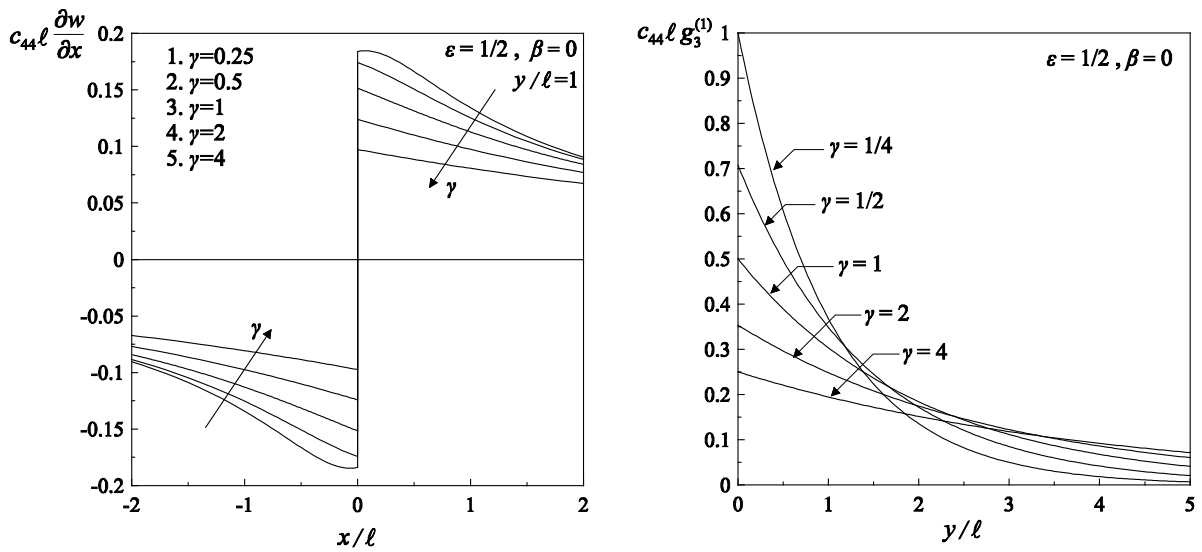 c₄₄ℓ ∂w/∂x
0.2
0.15
0.1
0.05
0
-0.05
-0.1
-0.15
-0.2
1. γ=0.25
2. γ=0.5
3. γ=1
4. γ=2
5. γ=4
ε=1/2 , β=0
y/ℓ=1
γ
γ
-2 -1 0 1 2
x/ℓ
c₄₄ℓ g₃⁽¹⁾
1
0.9
0.8
0.7
0.6
0.5
0.4
0.3
0.2
0.1
0
ε=1/2 , β=0
γ=1/4
γ=1/2
γ=1
γ=2
γ=4
0 1 2 3 4 5
y/ℓ